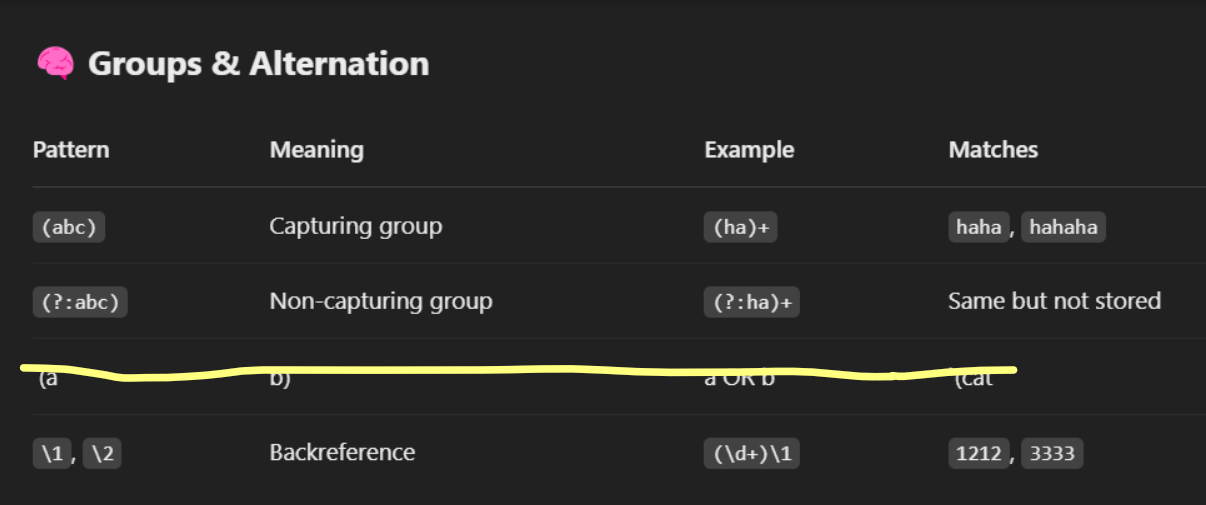 Groups & Alternation
Pattern Meaning Example Matches
(abc) Capturing group (ha)+ haha, hahaha
(?:abc) Non-capturing group (?:ha)+ Same but not stored
`(a b)` a OR b `(cat
\1, \2 Backreference (\d+)\1 1212, 3333